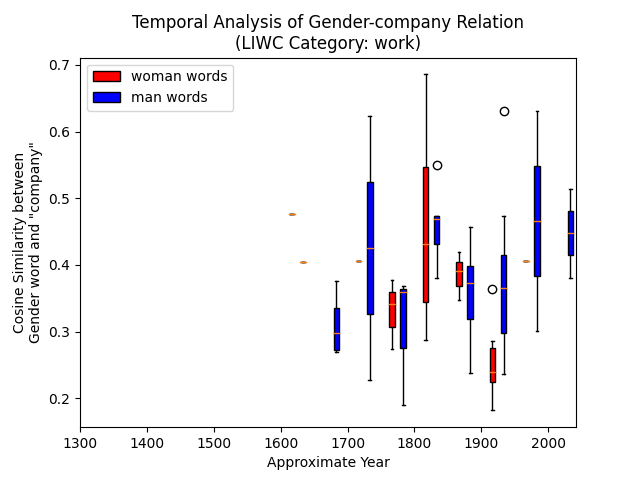 Temporal Analysis of Gender-company Relation
(LIWC Category: work)
woman words
man words
Cosine Similarity between
Gender word and "company"
0.7
0.6
0.5
0.4
0.3
0.2
1300 1400 1500 1600 1700 1800 1900 2000
Approximate Year